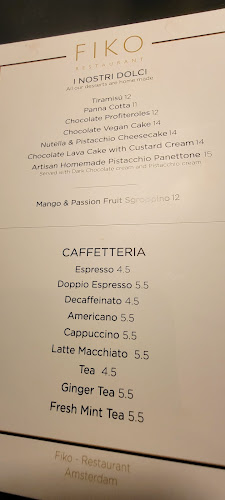 FIKO
RESTAURANT
I NOSTRI DOLCI
All our desserts are home made
Tiramisù 12
Panna Cotta 11
Chocolate Profiteroles 12
Chocolate Vegan Cake 14
Nutella & Pistacchio Cheesecake 14
Chocolate Lava Cake with Custard Cream 14
Artisan Homemade Pistacchio Panettone 15
Served with Dark Chocolate cream and Pistacchio cream
Mango & Passion Fruit Sgroppino 12
CAFFETTERIA
Espresso 4.5
Doppio Espresso 5.5
Decaffeinato 4.5
Americano 5.5
Cappuccino 5.5
Latte Macchiato 5.5
Tea 4.5
Ginger Tea 5.5
Fresh Mint Tea 5.5
Fiko - Restaurant
Amsterdam